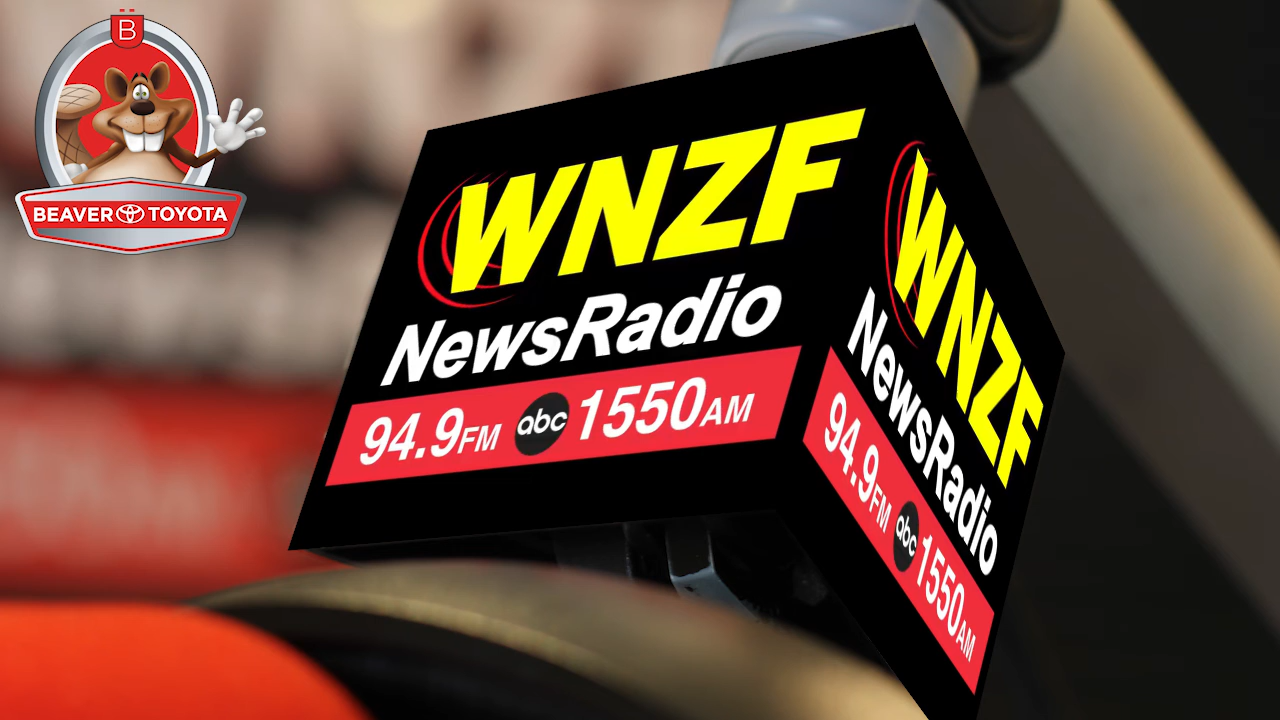 B
BEAVER TOYOTA
WNZF
NewsRadio
94.9FM abc 1550AM
WNZF
NewsRadio
94.9FM abc 1550AM